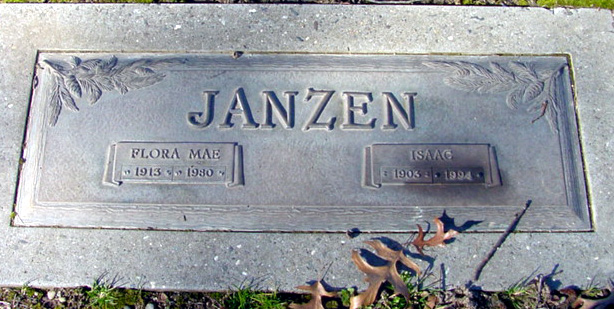 JANZEN
FLORA MAE
1913 1980
ISAAC
1903 1994